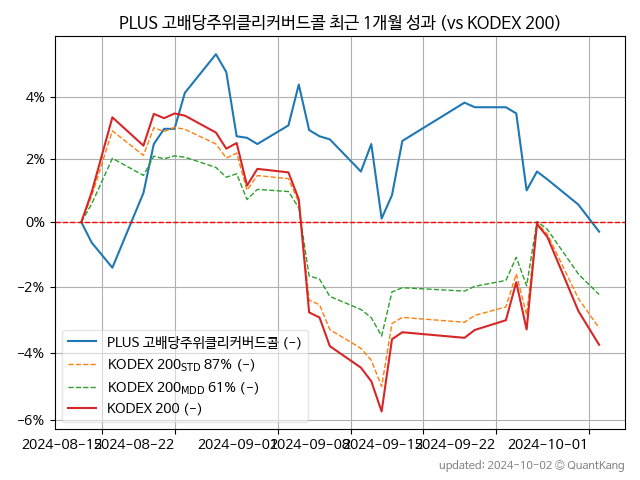 PLUS 고배당주위클리커버드콜 최근 1개월 성과 (vs KODEX 200)
4%
2%
0%
−2%
−4%
−6%
PLUS 고배당주위클리커버드콜 (-)
KODEX 200STD 87% (-)
KODEX 200MDD 61% (-)
KODEX 200 (-)
2024-08-15 2024-08-22 2024-09-01 2024-09-08 2024-09-15 2024-09-22 2024-10-01
updated: 2024-10-02 © QuantKang